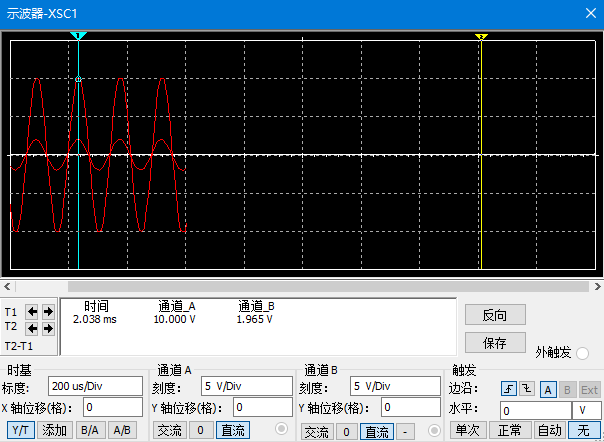 示波器-XSC1
1 2
时间 通道_A 通道_B
T1 2.038 ms 10.000 V 1.965 V
T2
T2-T1
反向
保存
外触发
时基 通道 A 通道 B 触发
标度: 200 us/Div 刻度: 5 V/Div 刻度: 5 V/Div 边沿: A B Ext
X 轴位移(格): 0 Y 轴位移(格): 0 Y 轴位移(格): 0 水平: 0 V
Y/T 添加 B/A A/B 交流 0 直流 交流 0 直流 - 单次 正常 自动 无